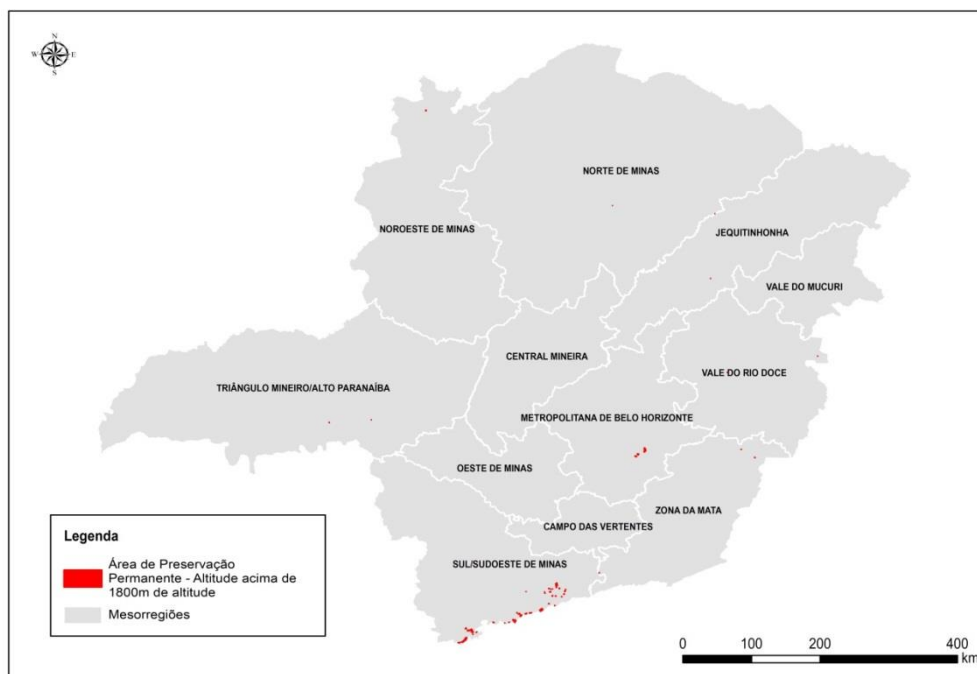 N
W E
S
NORTE DE MINAS
NOROESTE DE MINAS
JEQUITINHONHA
VALE DO MUCURI
CENTRAL MINEIRA
VALE DO RIO DOCE
TRIÂNGULO MINEIRO/ALTO PARANAÍBA
METROPOLITANA DE BELO HORIZONTE
OESTE DE MINAS
ZONA DA MATA
CAMPO DAS VERTENTES
SUL/SUDOESTE DE MINAS
Legenda
Área de Preservação
Permanente - Altitude acima de
1800m de altitude
Mesorregiões
0 100 200 400
km